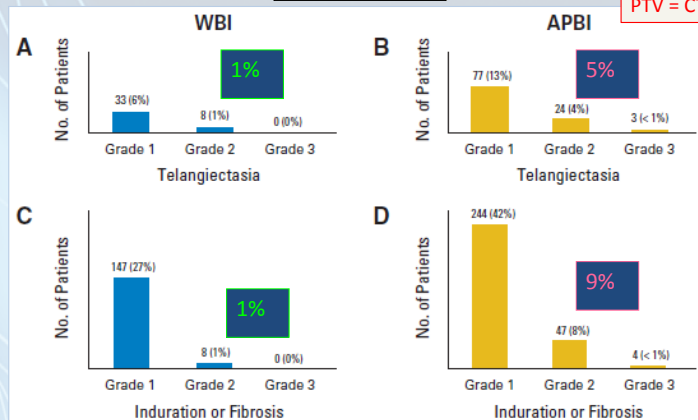 PTV = C
WBI
APBI
A
No. of Patients
1%
33 (6%)
8 (1%)
0 (0%)
Grade 1
Grade 2
Grade 3
Telangiectasia
B
No. of Patients
5%
77 (13%)
24 (4%)
3 (< 1%)
Grade 1
Grade 2
Grade 3
Telangiectasia
C
No. of Patients
147 (27%)
1%
8 (1%)
0 (0%)
Grade 1
Grade 2
Grade 3
Induration or Fibrosis
D
No. of Patients
244 (42%)
9%
47 (8%)
4 (< 1%)
Grade 1
Grade 2
Grade 3
Induration or Fibrosis